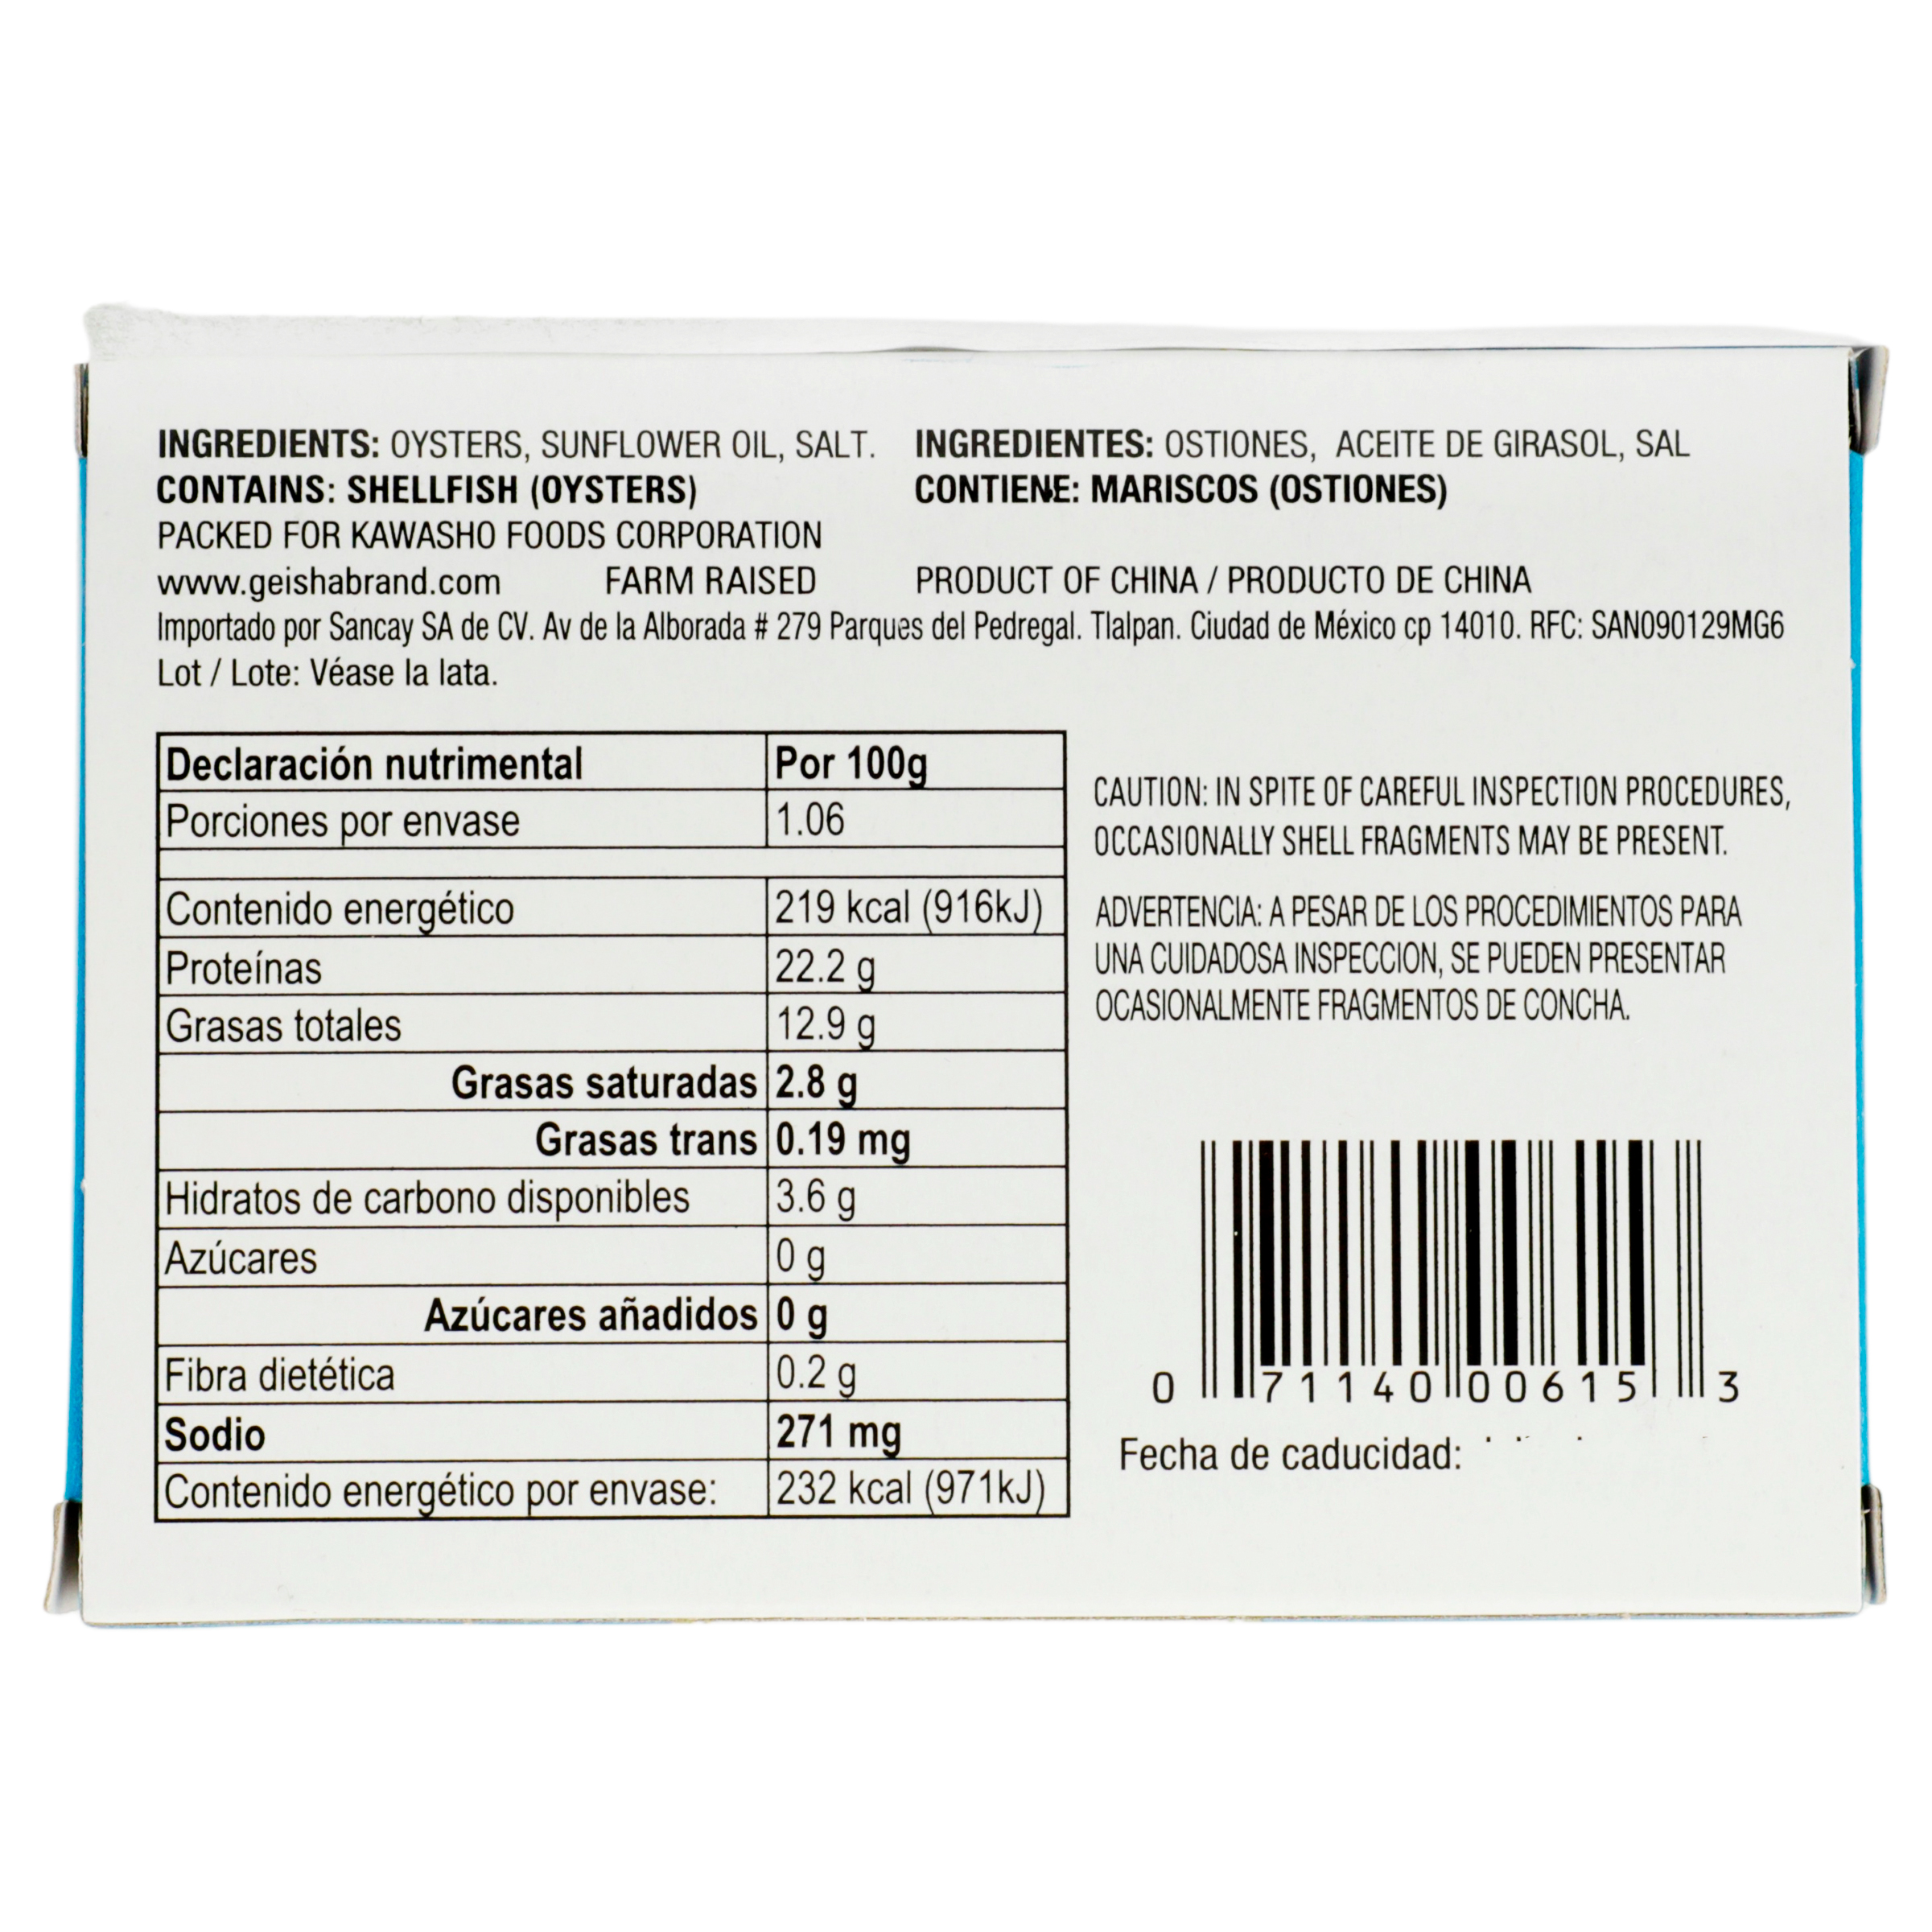 INGREDIENTS: OYSTERS, SUNFLOWER OIL, SALT.
CONTAINS: SHELLFISH (OYSTERS)
INGREDIENTES: OSTIONES, ACEITE DE GIRASOL, SAL
CONTIENE: MARISCOS (OSTIONES)
PACKED FOR KAWASHO FOODS CORPORATION
www.geishabrand.com FARM RAISED PRODUCT OF CHINA / PRODUCTO DE CHINA
Importado por Sancay SA de CV. Av de la Alborada # 279 Parques del Pedregal. Tlalpan. Ciudad de México cp 14010. RFC: SAN090129MG6
Lot / Lote: Véase la lata.
Declaración nutrimental Por 100g
Porciones por envase 1.06
Contenido energético 219 kcal (916kJ)
Proteínas 22.2 g
Grasas totales 12.9 g
Grasas saturadas 2.8 g
Grasas trans 0.19 mg
Hidratos de carbono disponibles 3.6 g
Azúcares 0 g
Azúcares añadidos 0 g
Fibra dietética 0.2 g
Sodio 271 mg
Contenido energético por envase: 232 kcal (971kJ)
CAUTION: IN SPITE OF CAREFUL INSPECTION PROCEDURES,
OCCASIONALLY SHELL FRAGMENTS MAY BE PRESENT.
ADVERTENCIA: A PESAR DE LOS PROCEDIMIENTOS PARA
UNA CUIDADOSA INSPECCION, SE PUEDEN PRESENTAR
OCASIONALMENTE FRAGMENTOS DE CONCHA.
0 71140 00615 3
Fecha de caducidad: